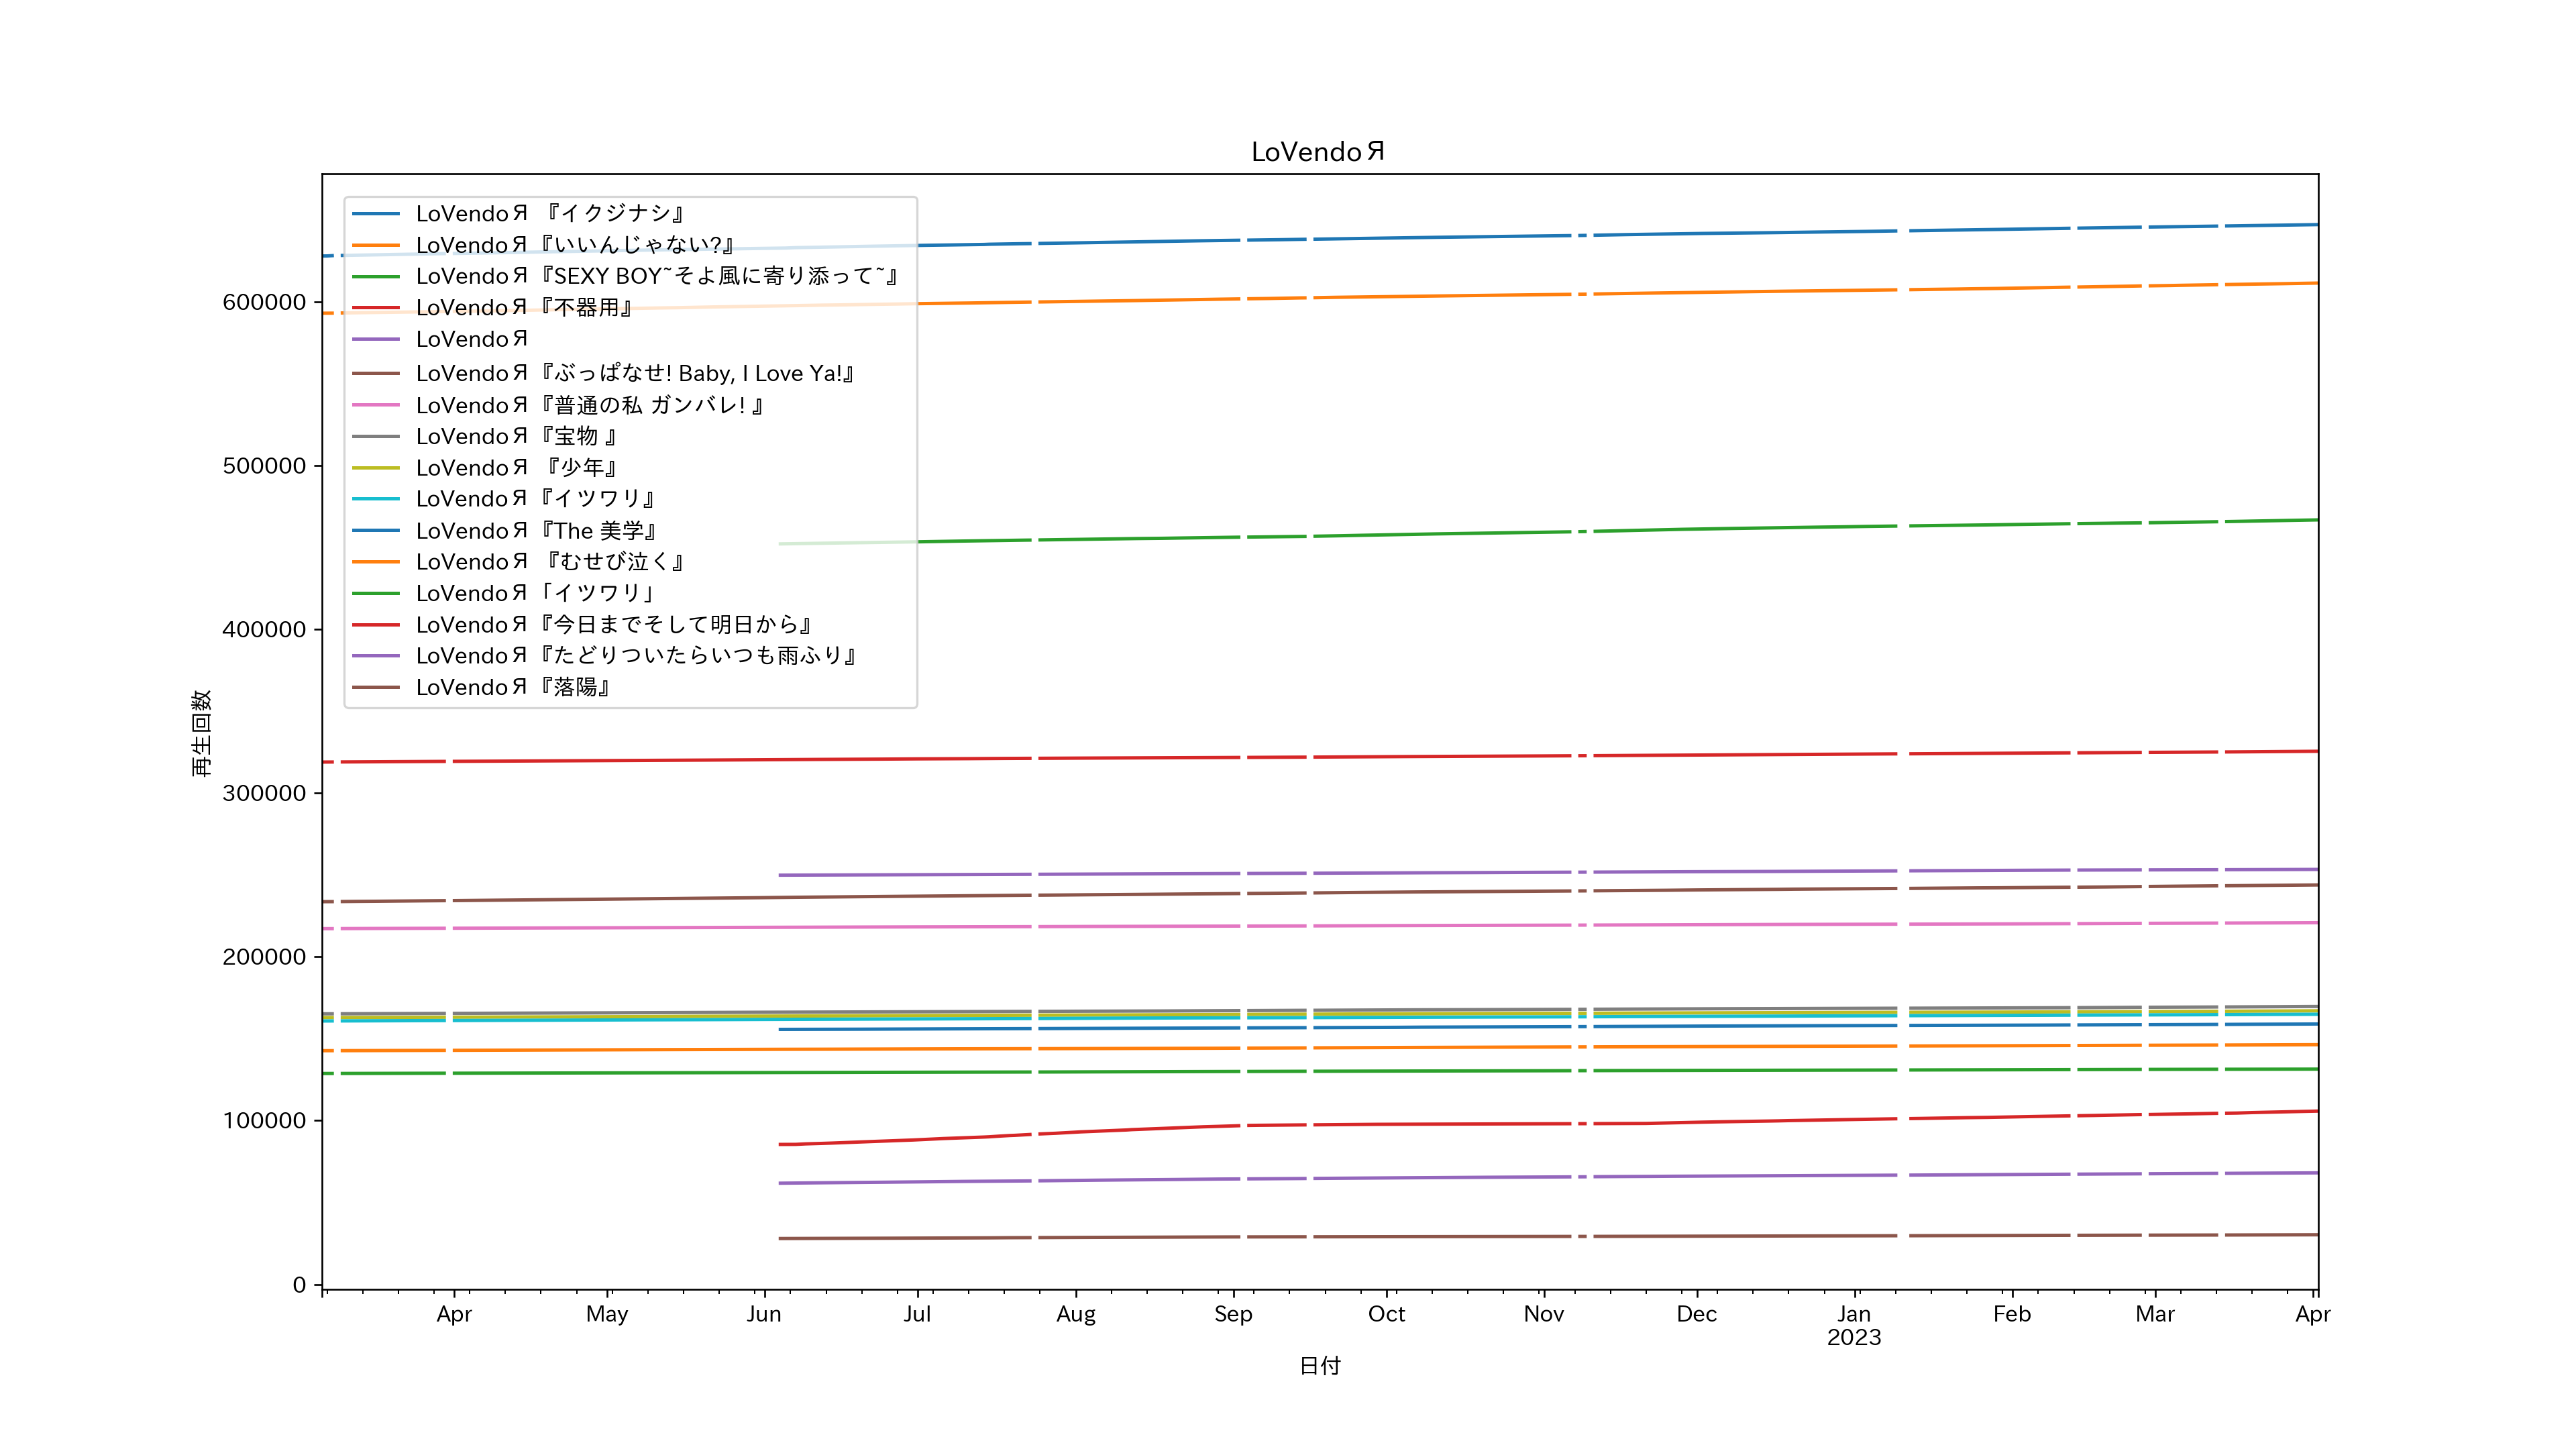 LoVendoЯ
LoVendoЯ 『イクジナシ』
LoVendoЯ『いいんじゃない?』
LoVendoЯ『SEXY BOY~そよ風に寄り添って~』
LoVendoЯ『不器用』
LoVendoЯ
LoVendoЯ『ぶっぱなせ! Baby, I Love Ya!』
LoVendoЯ『普通の私 ガンバレ! 』
LoVendoЯ『宝物 』
LoVendoЯ 『少年』
LoVendoЯ『イツワリ』
LoVendoЯ『The 美学』
LoVendoЯ 『むせび泣く』
LoVendoЯ「イツワリ」
LoVendoЯ『今日までそして明日から』
LoVendoЯ『たどりついたらいつも雨ふり』
LoVendoЯ『落陽』
600000
500000
400000
300000
200000
100000
0
再生回数
Apr May Jun Jul Aug Sep Oct Nov Dec Jan Feb Mar Apr
2023
日付